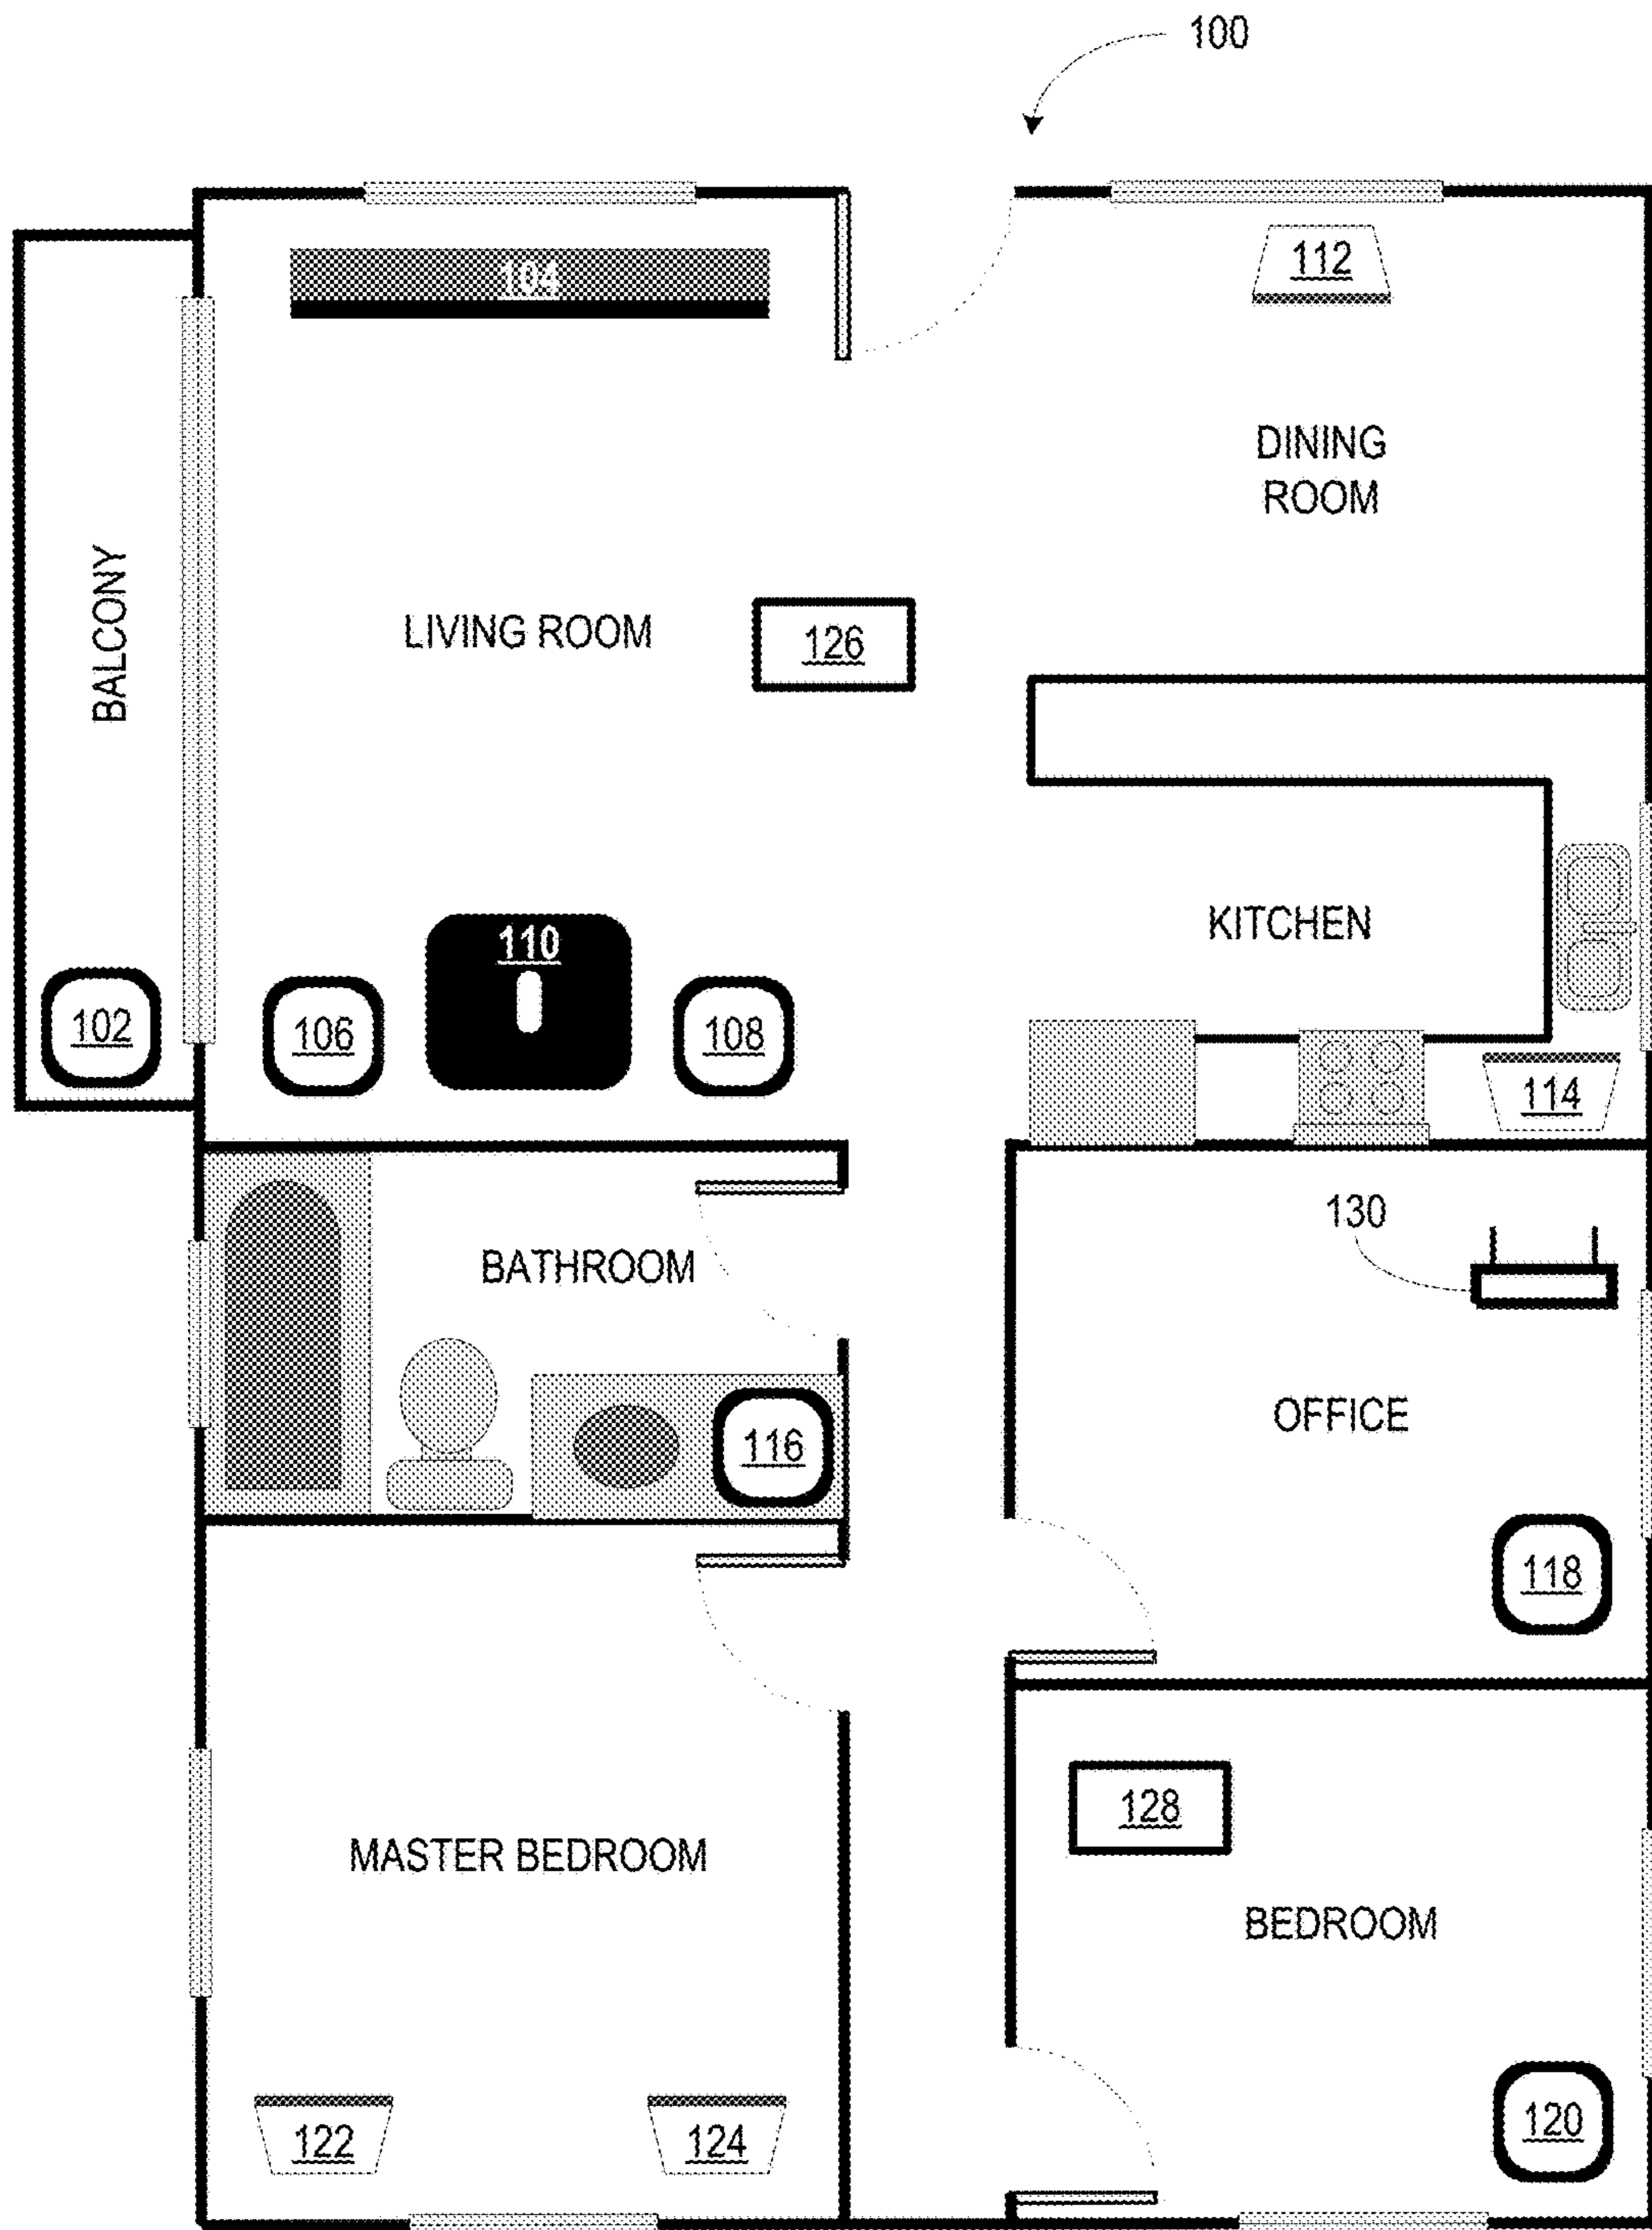 100
104
112
DINING
ROOM
BALCONY
LIVING ROOM
126
KITCHEN
110
102
106
108
114
130
BATHROOM
OFFICE
116
118
128
MASTER BEDROOM
BEDROOM
122
124
120